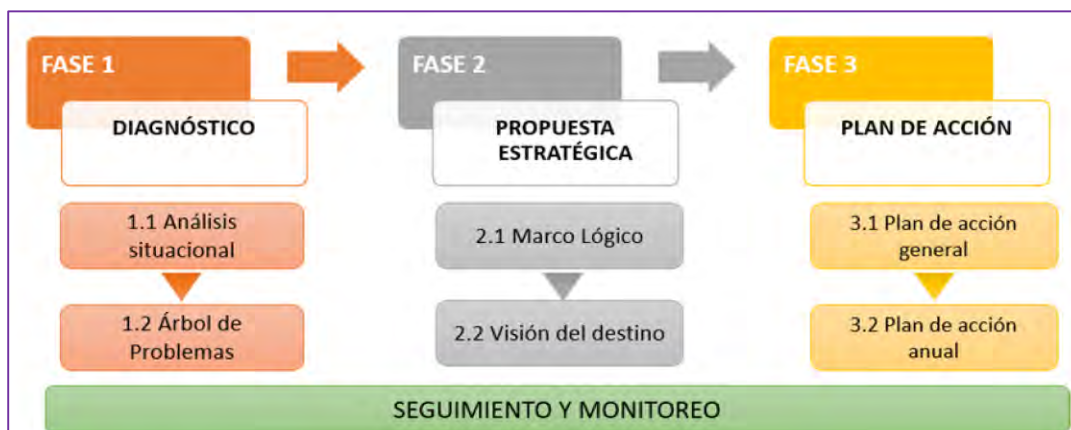 FASE 1
DIAGNÓSTICO
1.1 Análisis
situacional
1.2 Árbol de
Problemas
FASE 2
PROPUESTA
ESTRATÉGICA
2.1 Marco Lógico
2.2 Visión del destino
FASE 3
PLAN DE ACCIÓN
3.1 Plan de acción
general
3.2 Plan de acción
anual
SEGUIMIENTO Y MONITOREO